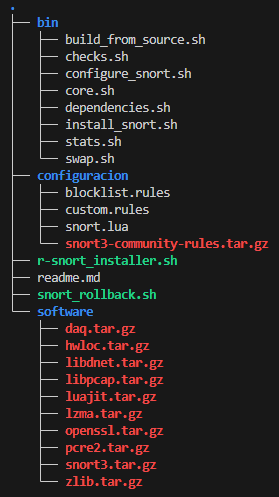 .
bin
build_from_source.sh
checks.sh
configure_snort.sh
core.sh
dependencies.sh
install_snort.sh
stats.sh
swap.sh
configuracion
blocklist.rules
custom.rules
snort.lua
snort3-community-rules.tar.gz
r-snort_installer.sh
readme.md
snort_rollback.sh
software
daq.tar.gz
hwloc.tar.gz
libdnet.tar.gz
libpcap.tar.gz
luajit.tar.gz
lzma.tar.gz
openssl.tar.gz
pcre2.tar.gz
snort3.tar.gz
zlib.tar.gz